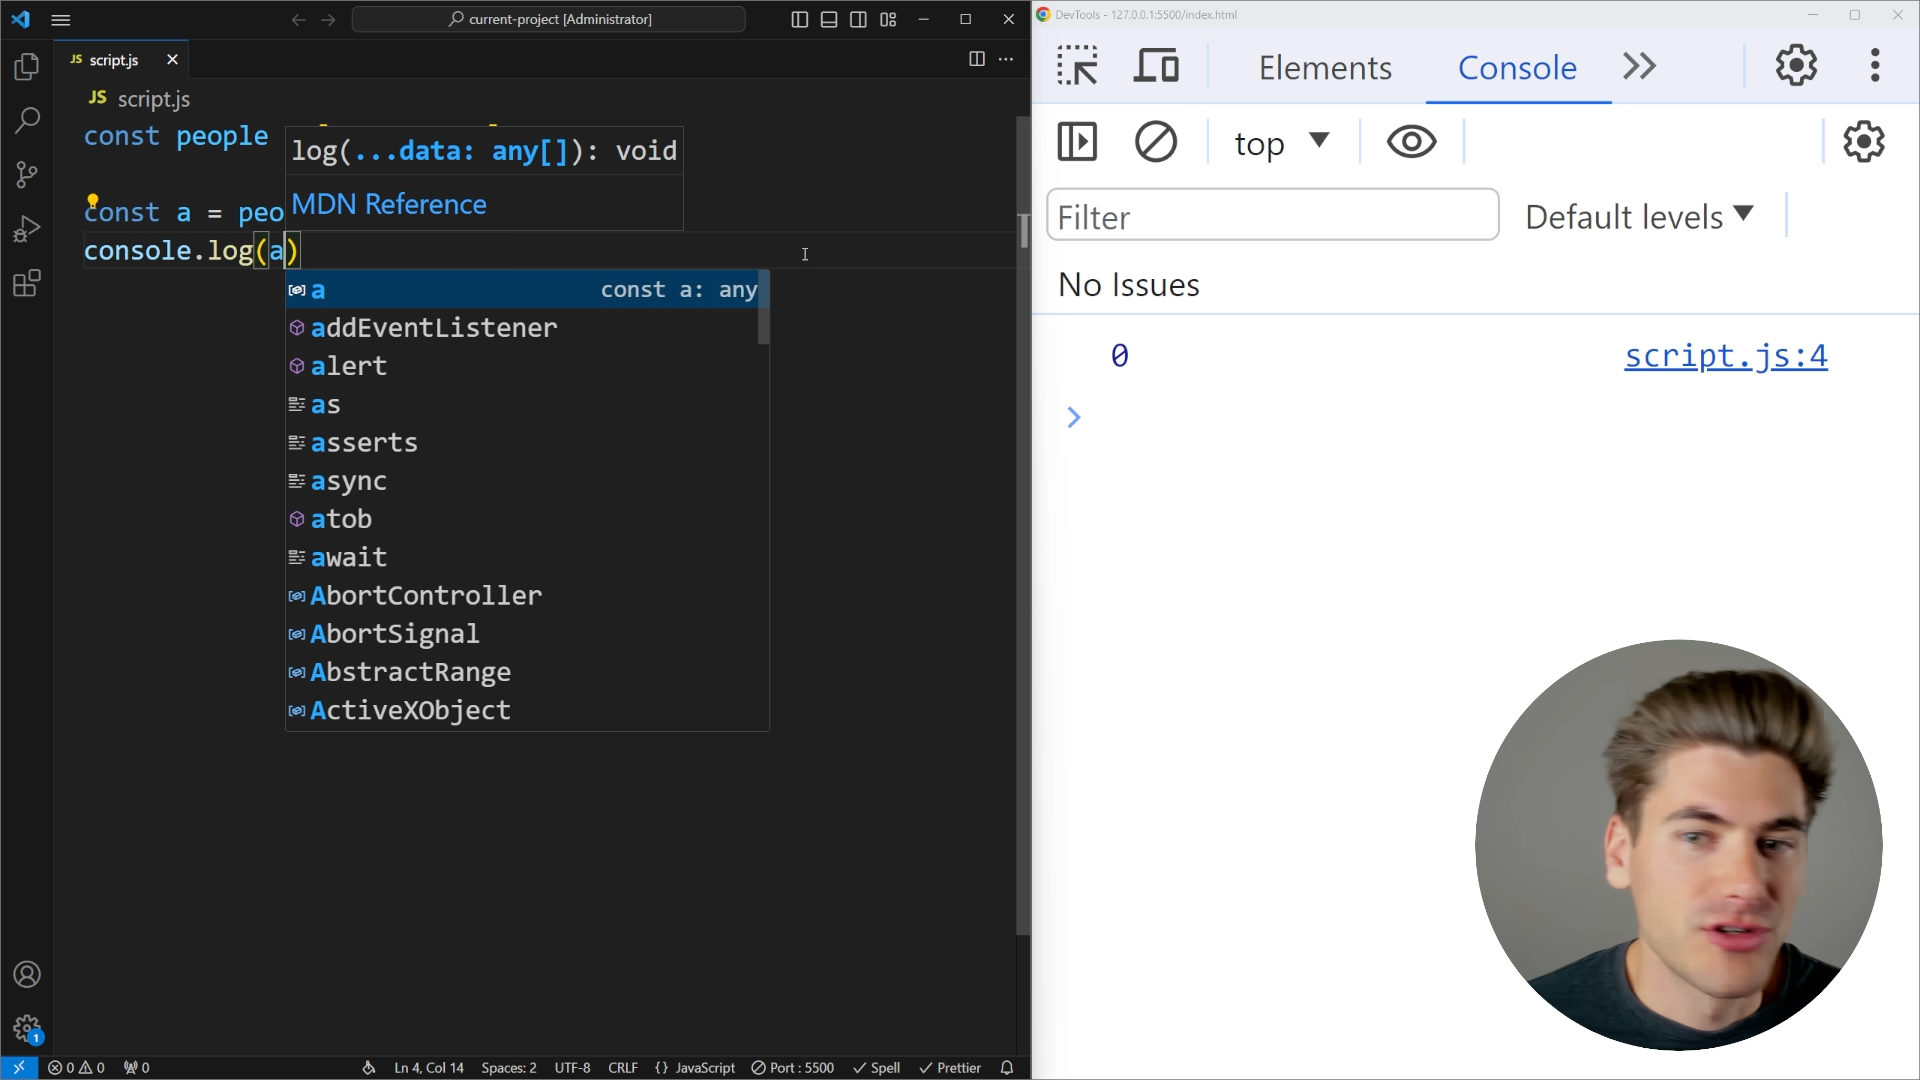 current-project [Administrator]
JS script.js
JS script.js
const people
const a = peo
console.log(a)
log(...data: any[]): void
MDN Reference
a const a: any
addEventListener
alert
as
asserts
async
atob
await
AbortController
AbortSignal
AbstractRange
ActiveXObject
1
0 0 0
Ln 4, Col 14 Spaces: 2 UTF-8 CRLF {} JavaScript Port : 5500 Spell Prettier
DevTools - 127.0.0.1:5500/index.html
Elements Console
top
Filter Default levels
No Issues
0 script.js:4